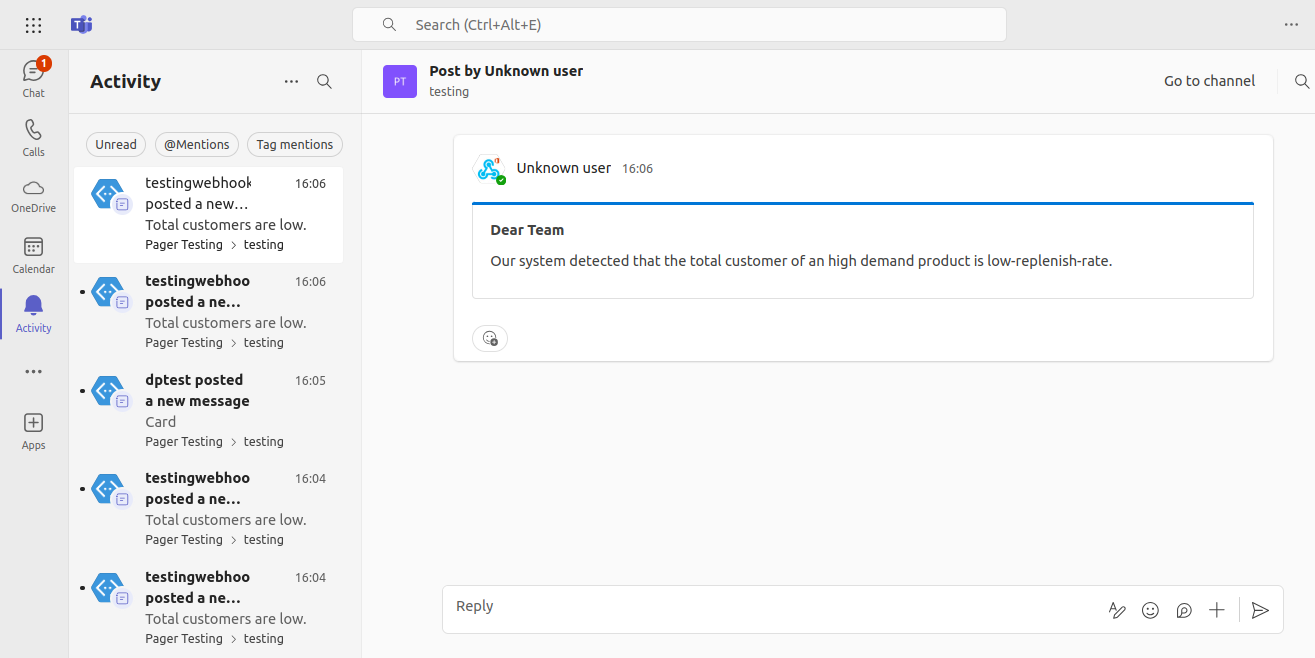 Search (Ctrl+Alt+E)
1
Chat
Calls
OneDrive
Calendar
Activity
Apps
Activity
Unread
@Mentions
Tag mentions
testingwebhook 16:06
posted a new…
Total customers are low.
Pager Testing > testing
testingwebhoo 16:06
posted a ne…
Total customers are low.
Pager Testing > testing
dptest posted 16:05
a new message
Card
Pager Testing > testing
testingwebhoo 16:04
posted a ne…
Total customers are low.
Pager Testing > testing
testingwebhoo 16:04
posted a ne…
Total customers are low.
Pager Testing > testing
PT
Post by Unknown user
testing
Go to channel
Unknown user 16:06
Dear Team
Our system detected that the total customer of an high demand product is low-replenish-rate.
Reply